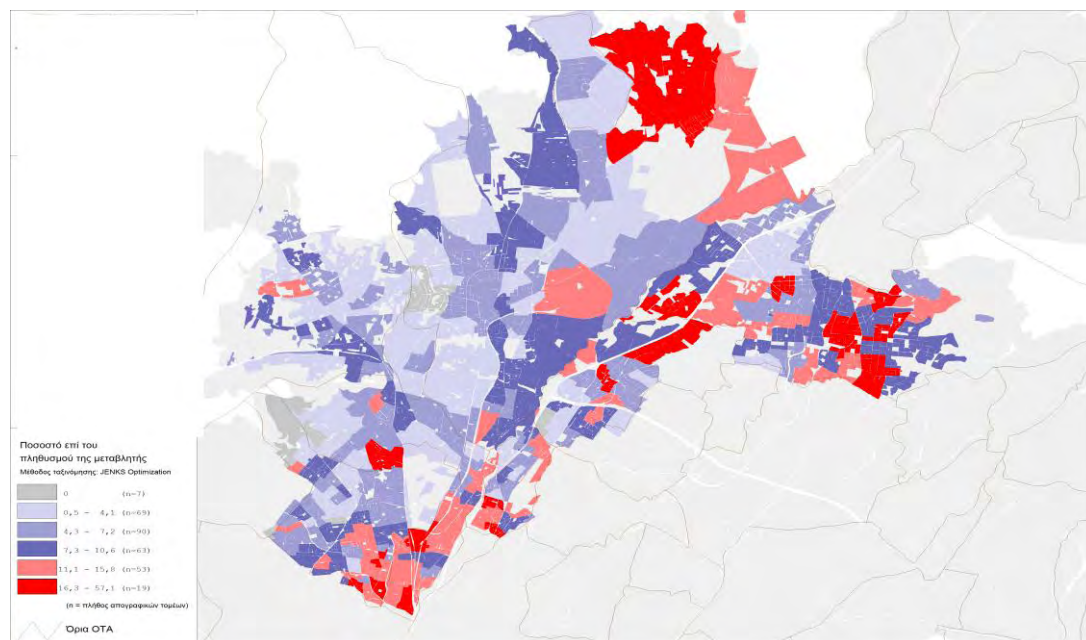 Ποσοστό επί του
πληθυσμού της μεταβλητής
Μέθοδος ταξινόμησης: JENKS Optimization
0 (n=7)
0,5 - 4,1 (n=69)
4,3 - 7,2 (n=90)
7,3 - 10,6 (n=63)
11,1 - 15,8 (n=53)
16,3 - 57,1 (n=19)
(n = πλήθος απογραφικών τομέων)
Όρια ΟΤΑ